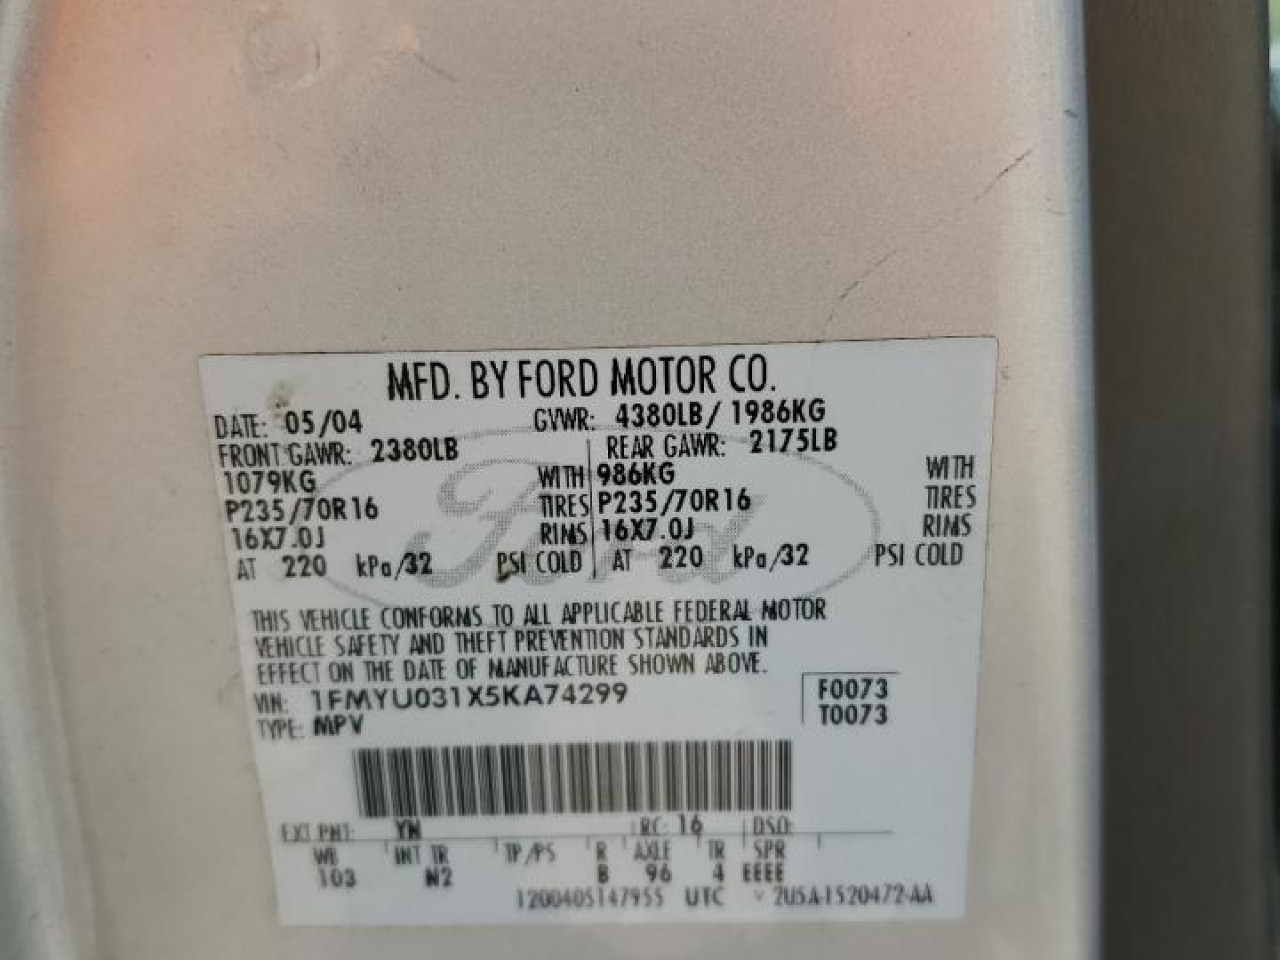 MFD. BY FORD MOTOR CO.
DATE: 05/04 GVWR: 4380LB/ 1986KG
FRONT GAWR: 2380LB REAR GAWR: 2175LB
1079KG WITH 986KG WITH
P235/70R16 TIRES P235/70R16 TIRES
16X7.0J RIMS 16X7.0J RIMS
AT 220 kPa/32 PSI COLD AT 220 kPa/32 PSI COLD
Ford
THIS VEHICLE CONFORMS TO ALL APPLICABLE FEDERAL MOTOR
VEHICLE SAFETY AND THEFT PREVENTION STANDARDS IN
EFFECT ON THE DATE OF MANUFACTURE SHOWN ABOVE.
VIN: 1FMYU031X5KA74299 F0073
TYPE: MPV T0073
EXT PNT: YN RC: 16 DSO:
WB INT TR TP/PS R AXLE TR SPR
103 N2 B 96 4 EEEE
1200405147955 UTC 2U5A-1520472-AA